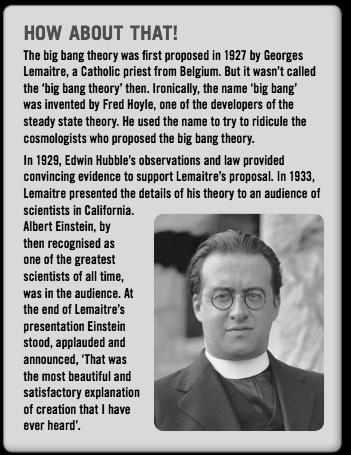 HOW ABOUT THAT!
The big bang theory was first proposed in 1927 by Georges
Lemaitre, a Catholic priest from Belgium. But it wasn't called
the ‘big bang theory’ then. Ironically, the name ‘big bang’
was invented by Fred Hoyle, one of the developers of the
steady state theory. He used the name to try to ridicule the
cosmologists who proposed the big bang theory.
In 1929, Edwin Hubble's observations and law provided
convincing evidence to support Lemaitre's proposal. In 1933,
Lemaitre presented the details of his theory to an audience of
scientists in California.
Albert Einstein, by
then recognised as
one of the greatest
scientists of all time,
was in the audience. At
the end of Lemaitre's
presentation Einstein
stood, applauded and
announced, ‘That was
the most beautiful and
satisfactory explanation
of creation that I have
ever heard’.